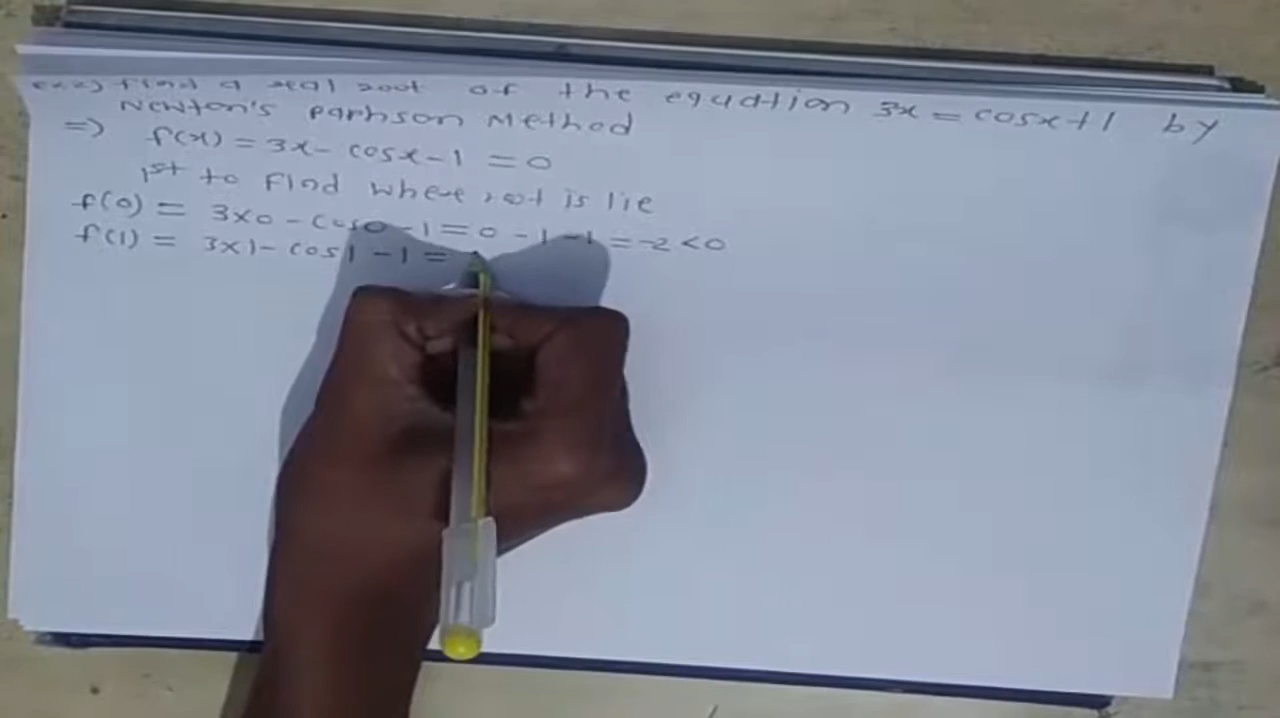 Find a real root of the equation 3x = cosx+1 by
Newton's Raphson Method
=> f(x) = 3x - cosx - 1 = 0
1st to find where root is lie
f(0) = 3x0 - cos0 - 1 = 0 - 1 - 1 = -2 < 0
f(1) = 3x1 - cos1 - 1 =